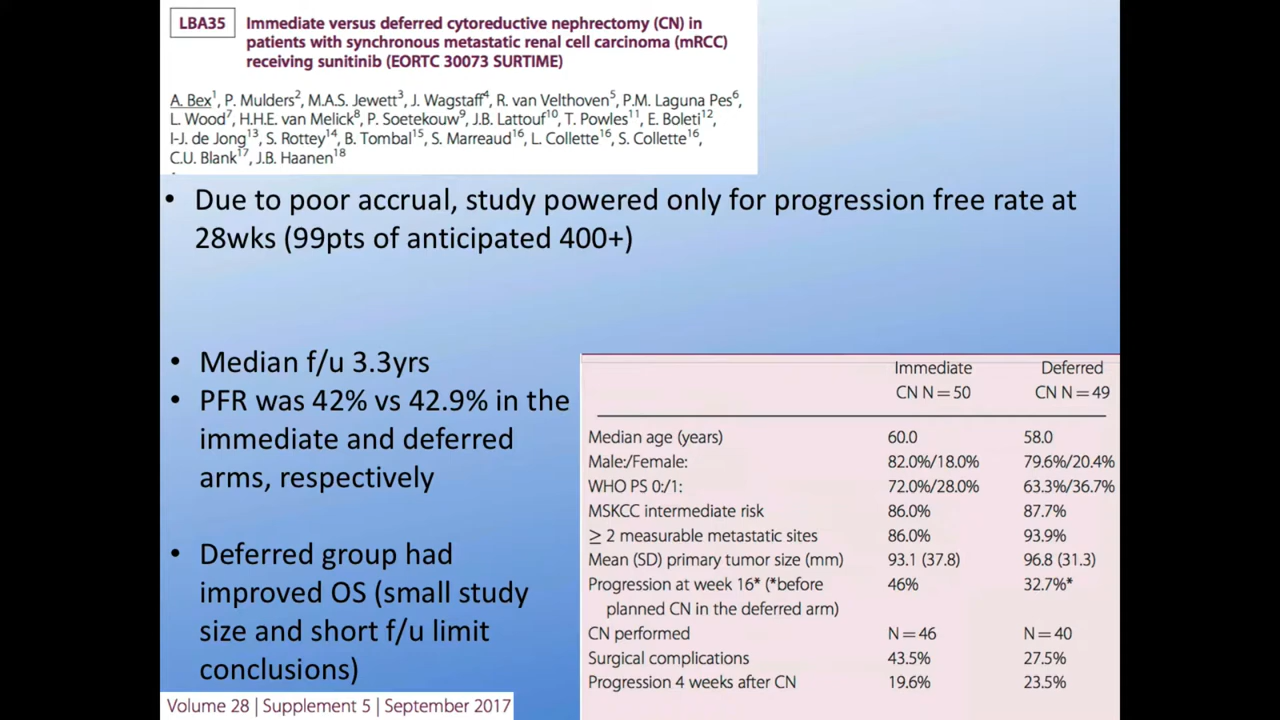 LBA35
Immediate versus deferred cytoreductive nephrectomy (CN) in
patients with synchronous metastatic renal cell carcinoma (mRCC)
receiving sunitinib (EORTC 30073 SURTIME)
A. Bex¹, P. Mulders², M.A.S. Jewett³, J. Wagstaff⁴, R. van Velthoven⁵, P.M. Laguna Pes⁶,
L. Wood⁷, H.H.E. van Melick⁸, P. Soetekouw⁹, J.B. Lattouf¹⁰, T. Powles¹¹, E. Boleti¹²,
I-J. de Jong¹³, S. Rottey¹⁴, B. Tombal¹⁵, S. Marreaud¹⁶, L. Collette¹⁶, S. Collette¹⁶,
C.U. Blank¹⁷, J.B. Haanen¹⁸
• Due to poor accrual, study powered only for progression free rate at
28wks (99pts of anticipated 400+)
• Median f/u 3.3yrs
• PFR was 42% vs 42.9% in the
immediate and deferred
arms, respectively
• Deferred group had
improved OS (small study
size and short f/u limit
conclusions)
Volume 28 | Supplement 5 | September 2017
Immediate Deferred
CN N = 50 CN N = 49
Median age (years) 60.0 58.0
Male:/Female: 82.0%/18.0% 79.6%/20.4%
WHO PS 0:/1: 72.0%/28.0% 63.3%/36.7%
MSKCC intermediate risk 86.0% 87.7%
≥ 2 measurable metastatic sites 86.0% 93.9%
Mean (SD) primary tumor size (mm) 93.1 (37.8) 96.8 (31.3)
Progression at week 16* (*before 46% 32.7%*
planned CN in the deferred arm)
CN performed N = 46 N = 40
Surgical complications 43.5% 27.5%
Progression 4 weeks after CN 19.6% 23.5%